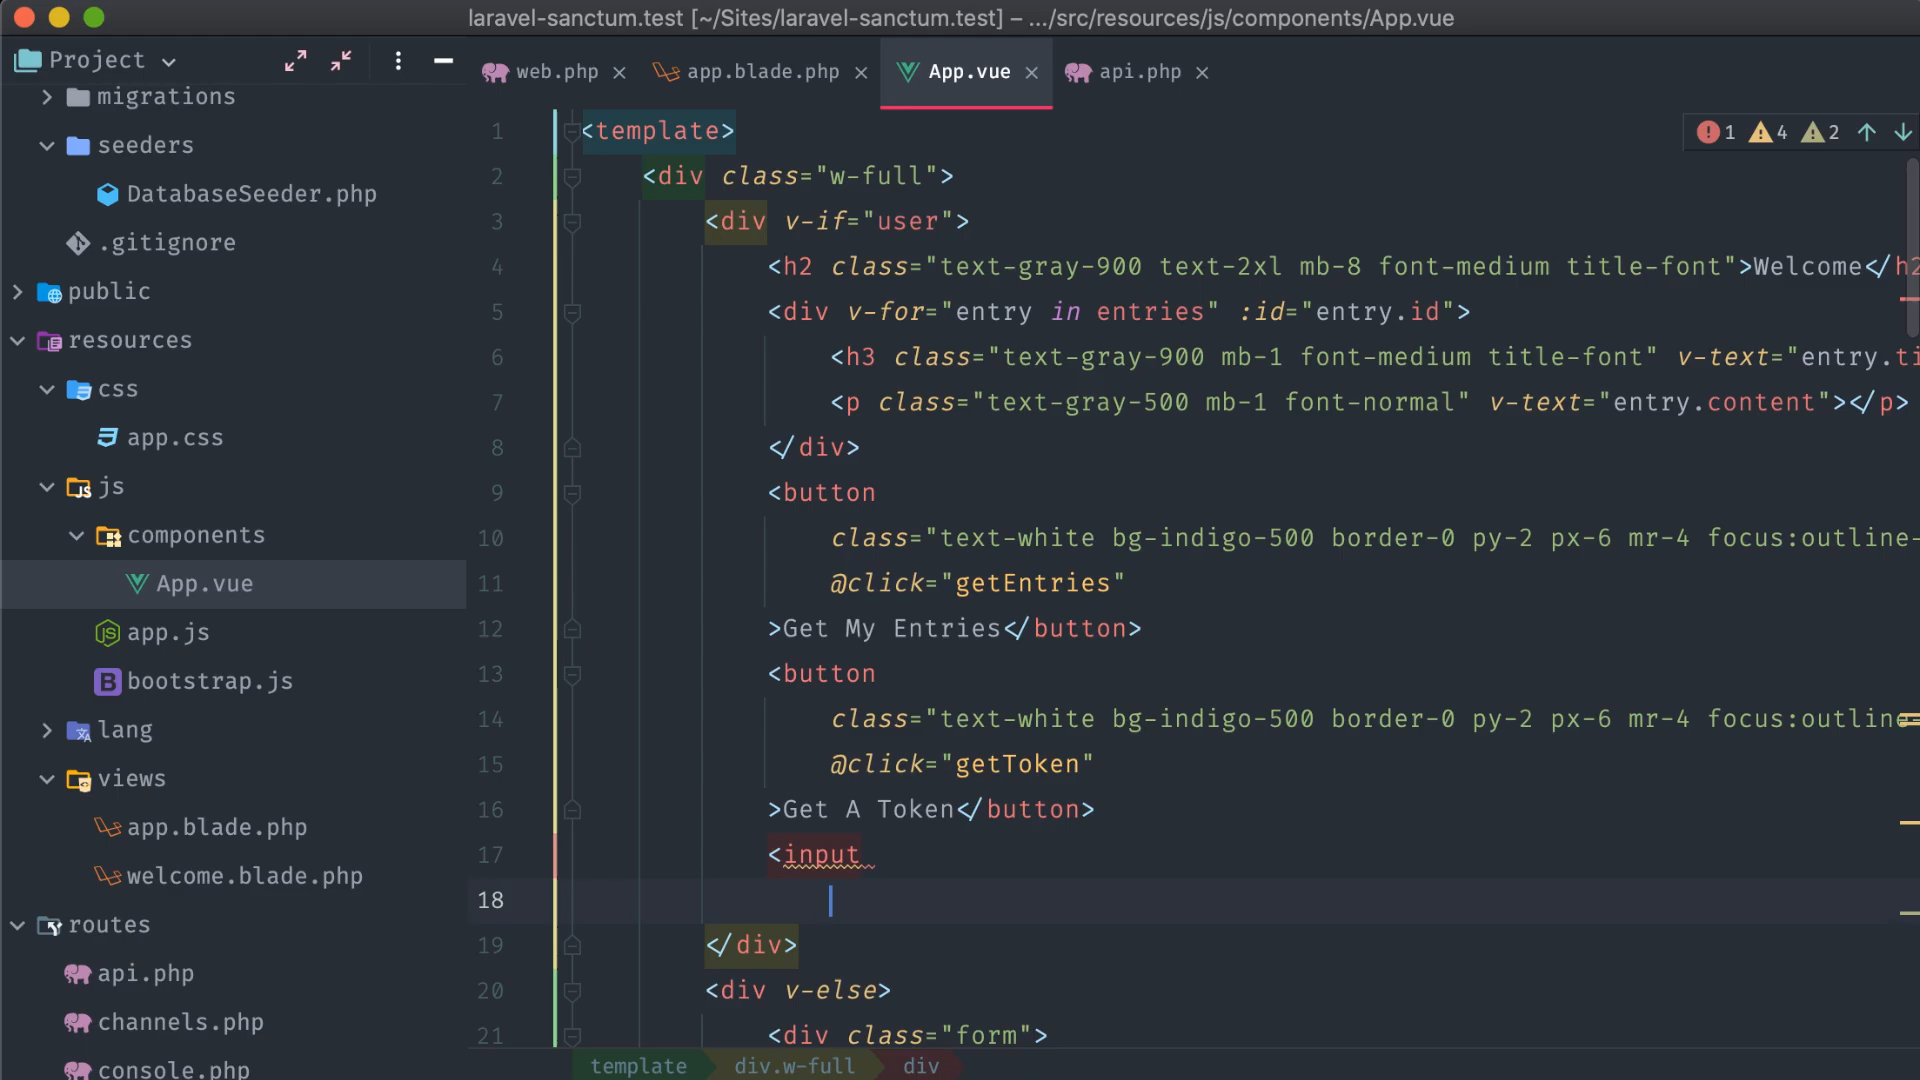 laravel-sanctum.test [~/Sites/laravel-sanctum.test] – .../src/resources/js/components/App.vue
Project
web.php
app.blade.php
App.vue
api.php
migrations
seeders
DatabaseSeeder.php
.gitignore
public
resources
css
app.css
js
components
App.vue
app.js
bootstrap.js
lang
views
app.blade.php
welcome.blade.php
routes
api.php
channels.php
console.php
1 4 2
1 <template>
2 <div class="w-full">
3 <div v-if="user">
4 <h2 class="text-gray-900 text-2xl mb-8 font-medium title-font">Welcome</h2
5 <div v-for="entry in entries" :id="entry.id">
6 <h3 class="text-gray-900 mb-1 font-medium title-font" v-text="entry.ti
7 <p class="text-gray-500 mb-1 font-normal" v-text="entry.content"></p>
8 </div>
9 <button
10 class="text-white bg-indigo-500 border-0 py-2 px-6 mr-4 focus:outline-
11 @click="getEntries"
12 >Get My Entries</button>
13 <button
14 class="text-white bg-indigo-500 border-0 py-2 px-6 mr-4 focus:outline-
15 @click="getToken"
16 >Get A Token</button>
17 <input
18
19 </div>
20 <div v-else>
21 <div class="form">
template div.w-full div